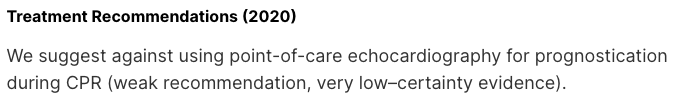 Treatment Recommendations (2020)
We suggest against using point-of-care echocardiography for prognostication
during CPR (weak recommendation, very low–certainty evidence).